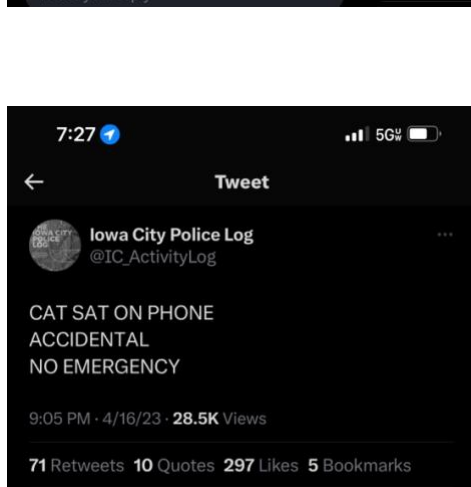 7:27
5G UW
Tweet
Iowa City Police Log
@IC_ActivityLog
CAT SAT ON PHONE
ACCIDENTAL
NO EMERGENCY
9:05 PM · 4/16/23 · 28.5K Views
71 Retweets 10 Quotes 297 Likes 5 Bookmarks